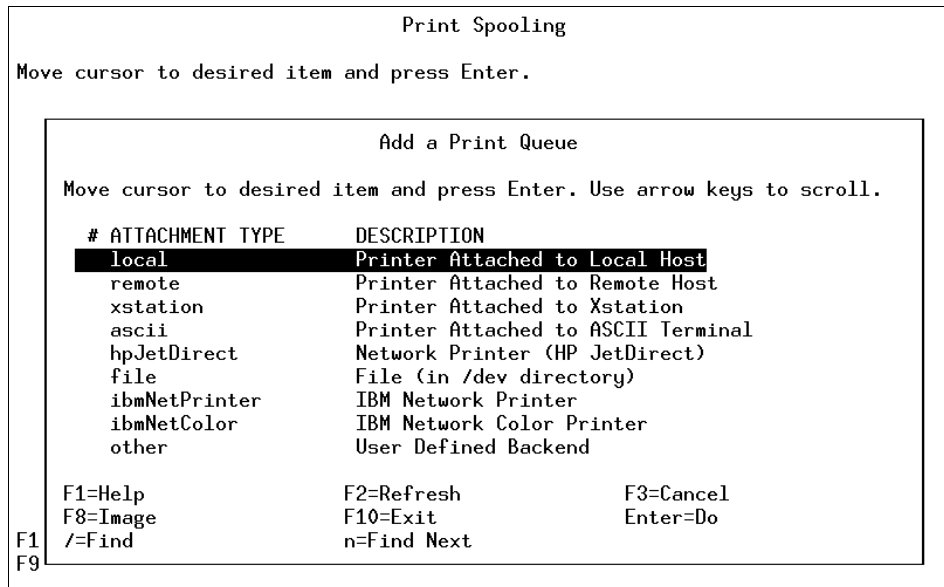 Print Spooling
Move cursor to desired item and press Enter.
Add a Print Queue
Move cursor to desired item and press Enter. Use arrow keys to scroll.
# ATTACHMENT TYPE DESCRIPTION
local Printer Attached to Local Host
remote Printer Attached to Remote Host
xstation Printer Attached to Xstation
ascii Printer Attached to ASCII Terminal
hpJetDirect Network Printer (HP JetDirect)
file File (in /dev directory)
ibmNetPrinter IBM Network Printer
ibmNetColor IBM Network Color Printer
other User Defined Backend
F1=Help F2=Refresh F3=Cancel
F8=Image F10=Exit Enter=Do
F1 /=Find n=Find Next
F9